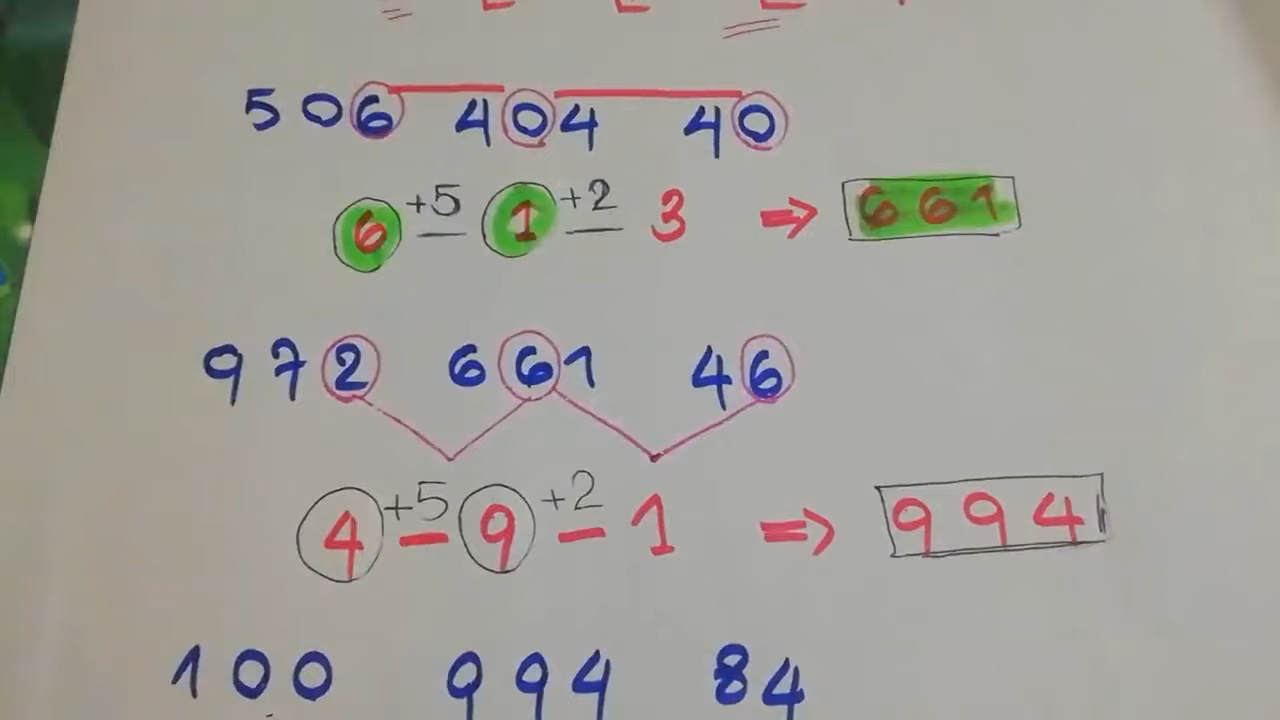 506 404 40
6 +5 1 +2 3 ⇒ 661
972 661 46
4 +5 - 9 +2 - 1 ⇒ 994
100 994 84